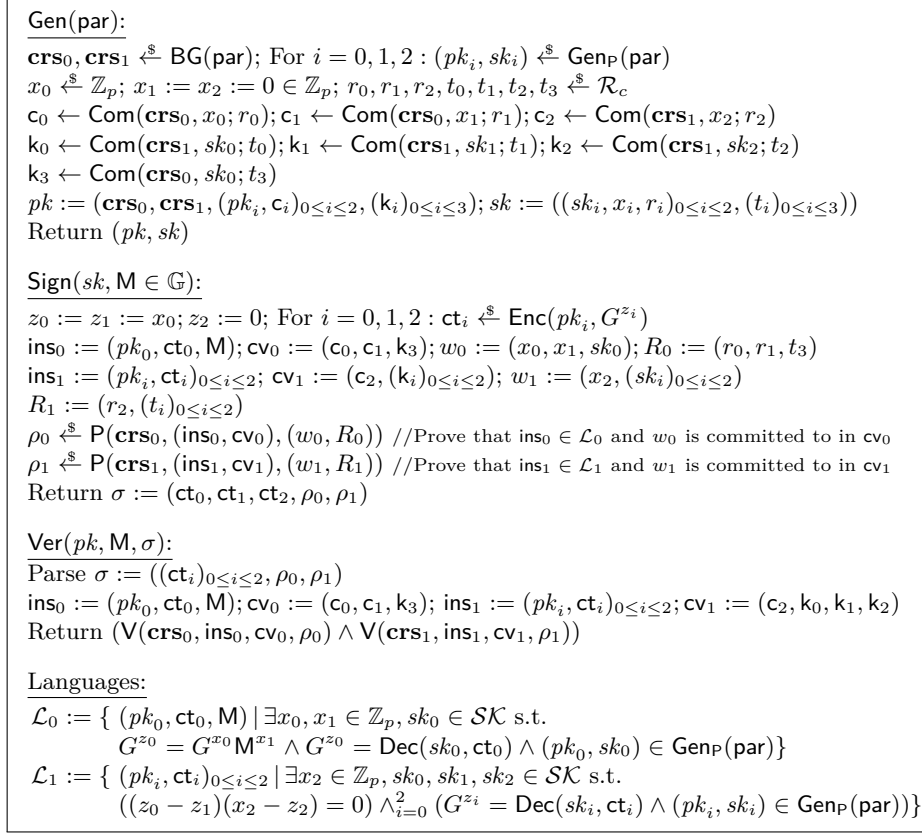 Gen(par):
crs₀, crs₁ ←$ BG(par); For i = 0, 1, 2 : (pkᵢ, skᵢ) ←$ Gen_P(par)
x₀ ←$ ℤₚ; x₁ := x₂ := 0 ∈ ℤₚ; r₀, r₁, r₂, t₀, t₁, t₂, t₃ ←$ ℛ_c
c₀ ← Com(crs₀, x₀; r₀); c₁ ← Com(crs₀, x₁; r₁); c₂ ← Com(crs₁, x₂; r₂)
k₀ ← Com(crs₁, sk₀; t₀); k₁ ← Com(crs₁, sk₁; t₁); k₂ ← Com(crs₁, sk₂; t₂)
k₃ ← Com(crs₀, sk₀; t₃)
pk := (crs₀, crs₁, (pkᵢ, cᵢ)_{0≤i≤2}, (kᵢ)_{0≤i≤3}); sk := ((skᵢ, xᵢ, rᵢ)_{0≤i≤2}, (tᵢ)_{0≤i≤3}))
Return (pk, sk)
Sign(sk, M ∈ 𝔾):
z₀ := z₁ := x₀; z₂ := 0; For i = 0, 1, 2 : ctᵢ ←$ Enc(pkᵢ, G^{zᵢ})
ins₀ := (pk₀, ct₀, M); cv₀ := (c₀, c₁, k₃); w₀ := (x₀, x₁, sk₀); R₀ := (r₀, r₁, t₃)
ins₁ := (pkᵢ, ctᵢ)_{0≤i≤2}; cv₁ := (c₂, (kᵢ)_{0≤i≤2}); w₁ := (x₂, (skᵢ)_{0≤i≤2})
R₁ := (r₂, (tᵢ)_{0≤i≤2})
ρ₀ ←$ P(crs₀, (ins₀, cv₀), (w₀, R₀)) //Prove that ins₀ ∈ ℒ₀ and w₀ is committed to in cv₀
ρ₁ ←$ P(crs₁, (ins₁, cv₁), (w₁, R₁)) //Prove that ins₁ ∈ ℒ₁ and w₁ is committed to in cv₁
Return σ := (ct₀, ct₁, ct₂, ρ₀, ρ₁)
Ver(pk, M, σ):
Parse σ := ((ctᵢ)_{0≤i≤2}, ρ₀, ρ₁)
ins₀ := (pk₀, ct₀, M); cv₀ := (c₀, c₁, k₃); ins₁ := (pkᵢ, ctᵢ)_{0≤i≤2}; cv₁ := (c₂, k₀, k₁, k₂)
Return (V(crs₀, ins₀, cv₀, ρ₀) ∧ V(crs₁, ins₁, cv₁, ρ₁))
Languages:
ℒ₀ := { (pk₀, ct₀, M) | ∃x₀, x₁ ∈ ℤₚ, sk₀ ∈ 𝒮𝒦 s.t.
G^{z₀} = G^{x₀}M^{x₁} ∧ G^{z₀} = Dec(sk₀, ct₀) ∧ (pk₀, sk₀) ∈ Gen_P(par)}
ℒ₁ := { (pkᵢ, ctᵢ)_{0≤i≤2} | ∃x₂ ∈ ℤₚ, sk₀, sk₁, sk₂ ∈ 𝒮𝒦 s.t.
((z₀ − z₁)(x₂ − z₂) = 0) ∧²_{i=0} (G^{zᵢ} = Dec(skᵢ, ctᵢ) ∧ (pkᵢ, skᵢ) ∈ Gen_P(par))}